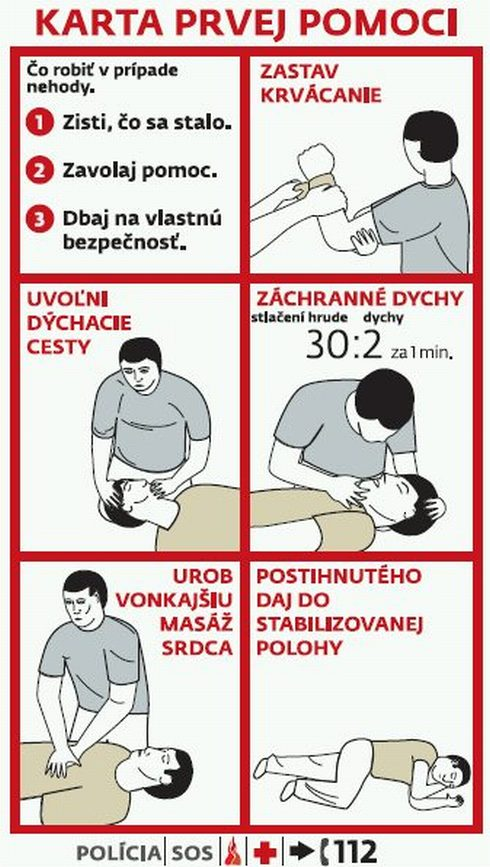 KARTA PRVEJ POMOCI
Čo robiť v prípade
nehody.
1 Zisti, čo sa stalo.
2 Zavolaj pomoc.
3 Dbaj na vlastnú
bezpečnosť.
ZASTAV
KRVÁCANIE
UVOĽNI
DÝCHACIE
CESTY
ZÁCHRANNÉ DYCHY
stlačení hrude dychy
30:2 za 1 min.
UROB
VONKAJŠIU
MASÁŽ
SRDCA
POSTIHNUTÉHO
DAJ DO
STABILIZOVANEJ
POLOHY
POLÍCIA SOS 112